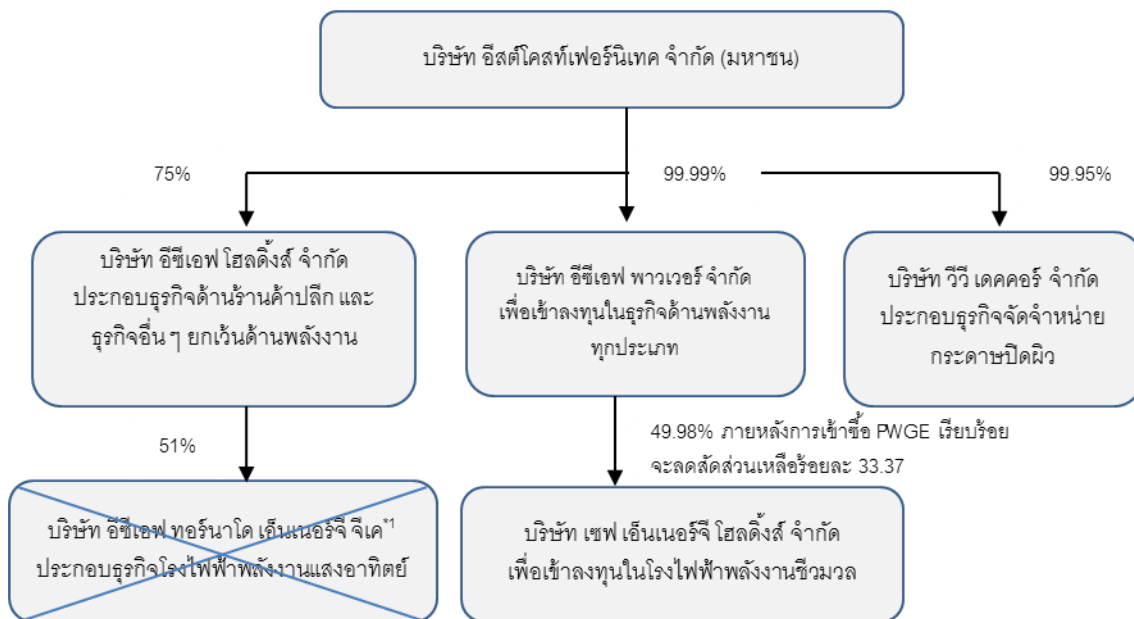 บริษัท อีสต์โคสท์เฟอร์นิเทค จำกัด (มหาชน)
75%
99.99%
99.95%
บริษัท อีซีเอฟ โฮลดิ้งส์ จำกัด
ประกอบธุรกิจด้านร้านค้าปลีก และ
ธุรกิจอื่น ๆ ยกเว้นด้านพลังงาน
บริษัท อีซีเอฟ พาวเวอร์ จำกัด
เพื่อเข้าลงทุนในธุรกิจด้านพลังงาน
ทุกประเภท
บริษัท วีวี เดคคอร์ จำกัด
ประกอบธุรกิจจัดจำหน่าย
กระดาษปิดผิว
51%
49.98% ภายหลังการเข้าซื้อ PWGE เรียบร้อย
จะลดสัดส่วนเหลือร้อยละ 33.37
บริษัท อีซีเอฟ ทอร์นาโด เอ็นเนอร์จี จีเค*1
ประกอบธุรกิจโรงไฟฟ้าพลังงานแสงอาทิตย์
บริษัท เซฟ เอ็นเนอร์จี โฮลดิ้งส์ จำกัด
เพื่อเข้าลงทุนในโรงไฟฟ้าพลังงานชีวมวล